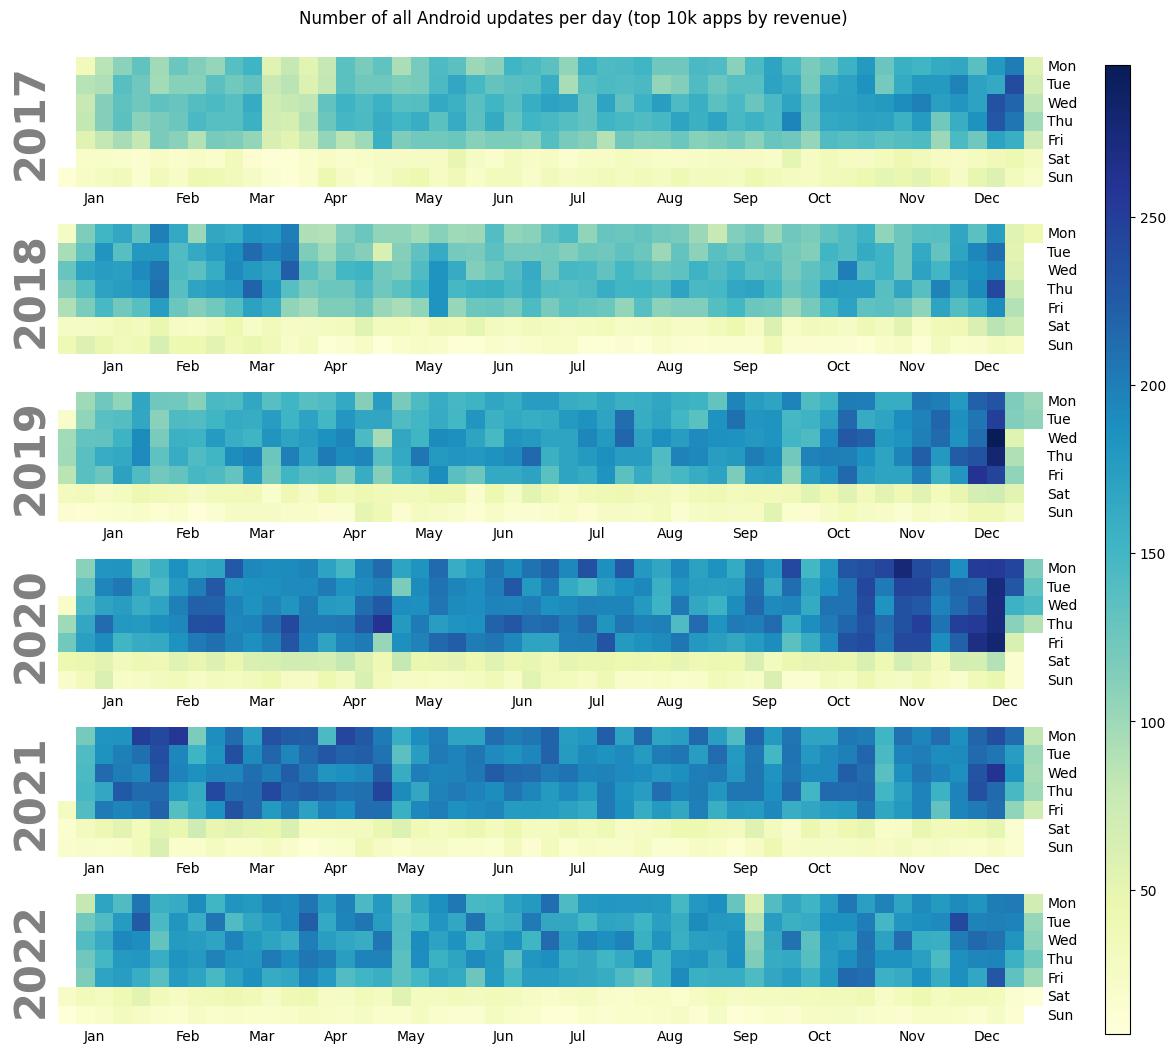 Number of all Android updates per day (top 10k apps by revenue)
2017
Mon
Tue
Wed
Thu
Fri
Sat
Sun
Jan Feb Mar Apr May Jun Jul Aug Sep Oct Nov Dec
2018
Mon
Tue
Wed
Thu
Fri
Sat
Sun
Jan Feb Mar Apr May Jun Jul Aug Sep Oct Nov Dec
2019
Mon
Tue
Wed
Thu
Fri
Sat
Sun
Jan Feb Mar Apr May Jun Jul Aug Sep Oct Nov Dec
2020
Mon
Tue
Wed
Thu
Fri
Sat
Sun
Jan Feb Mar Apr May Jun Jul Aug Sep Oct Nov Dec
2021
Mon
Tue
Wed
Thu
Fri
Sat
Sun
Jan Feb Mar Apr May Jun Jul Aug Sep Oct Nov Dec
2022
Mon
Tue
Wed
Thu
Fri
Sat
Sun
Jan Feb Mar Apr May Jun Jul Aug Sep Oct Nov Dec
250
200
150
100
50